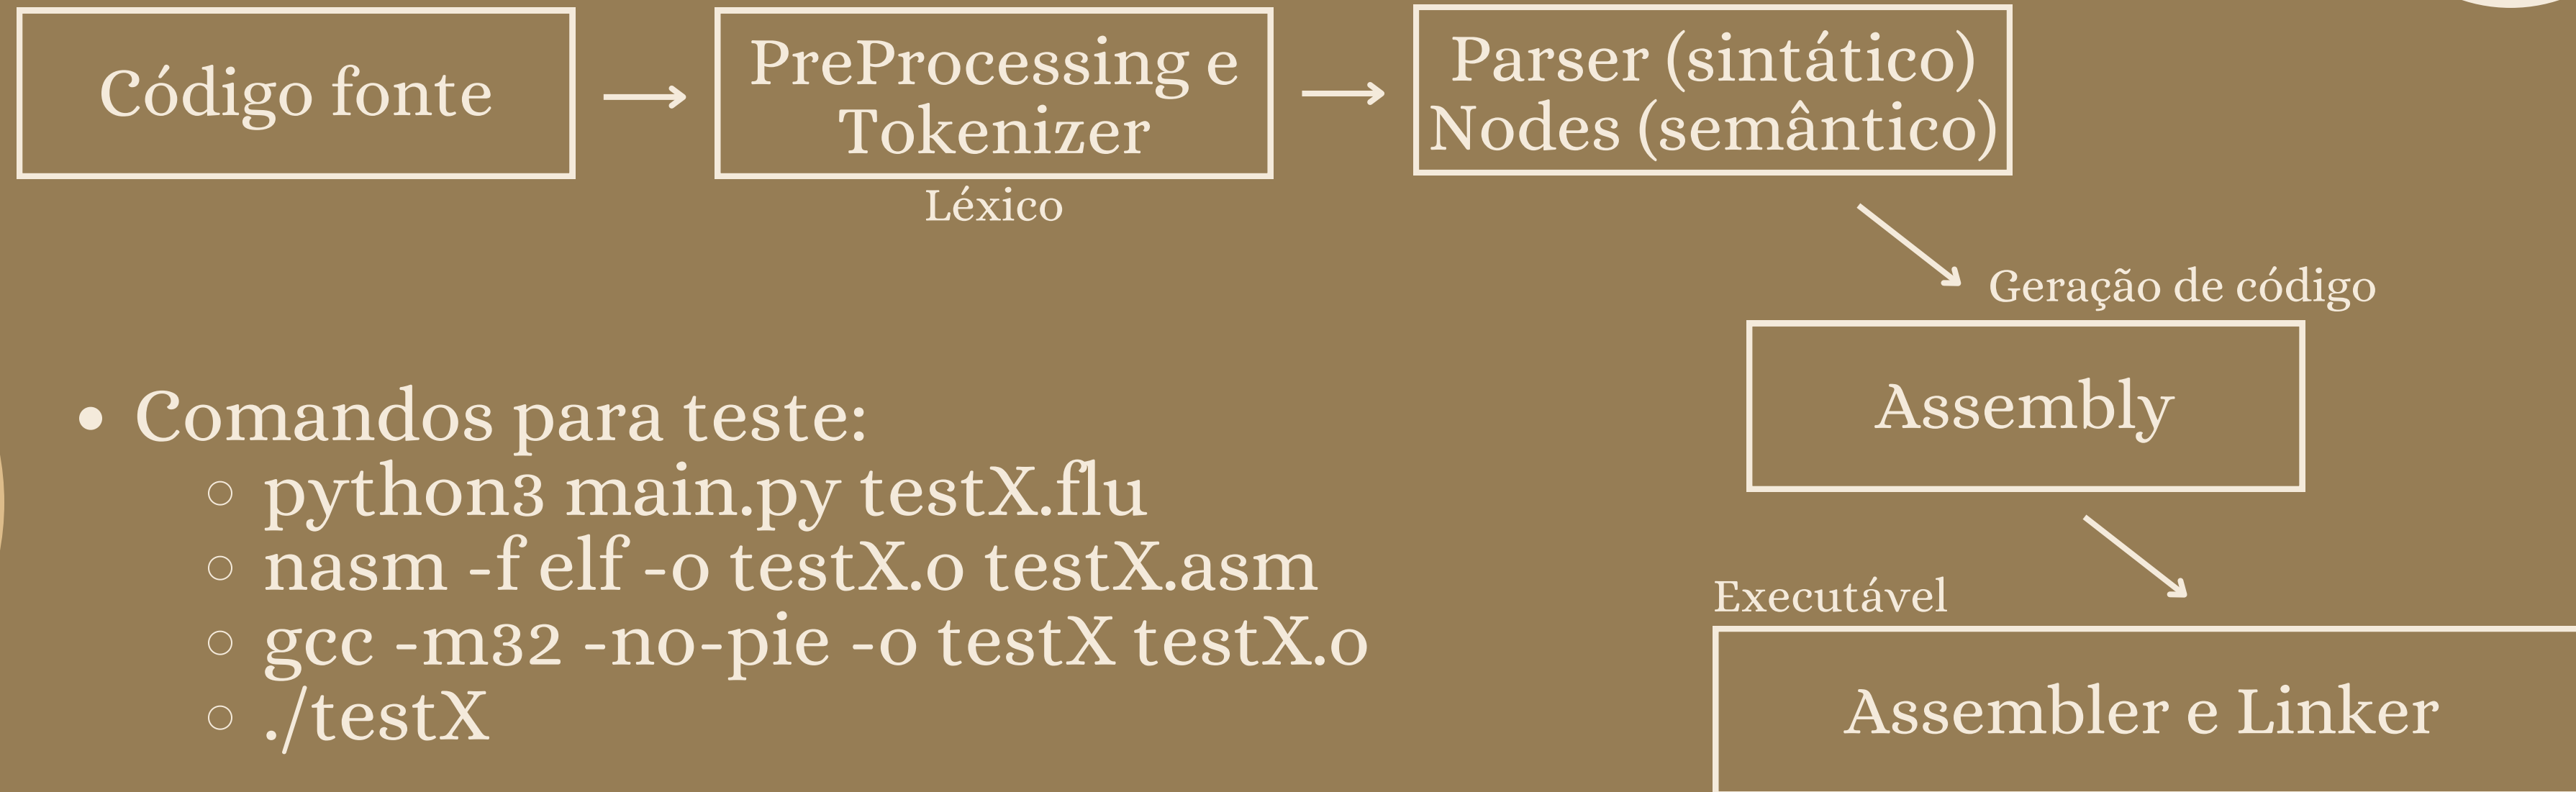 Código fonte
PreProcessing e
Tokenizer
Léxico
Parser (sintático)
Nodes (semântico)
Geração de código
Assembly
Executável
Assembler e Linker
• Comandos para teste:
○ python3 main.py testX.flu
○ nasm -f elf -o testX.o testX.asm
○ gcc -m32 -no-pie -o testX testX.o
○ ./testX